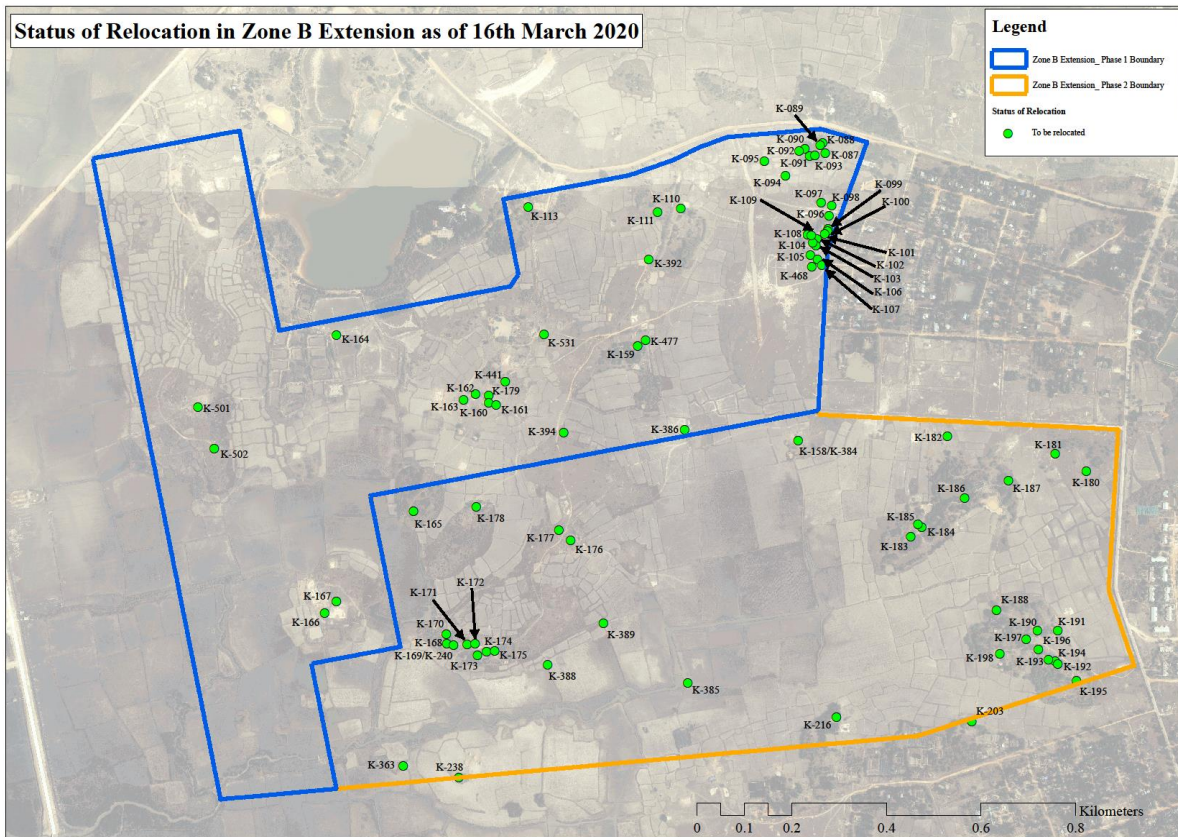 Status of Relocation in Zone B Extension as of 16th March 2020
Legend
Zone B Extension_ Phase 1 Boundary
Zone B Extension_ Phase 2 Boundary
Status of Relocation
To be relocated
K-089
K-090
K-088
K-092
K-087
K-091
K-093
K-095
K-094
K-099
K-097
K-098
K-100
K-109
K-096
K-110
K-111
K-113
K-108
K-104
K-101
K-105
K-102
K-392
K-468
K-103
K-106
K-107
K-164
K-531
K-477
K-159
K-441
K-162
K-179
K-163
K-160
K-161
K-501
K-394
K-386
K-502
K-158/K-384
K-182
K-181
K-180
K-187
K-186
K-165
K-178
K-185
K-184
K-183
K-177
K-176
K-172
K-171
K-167
K-166
K-188
K-170
K-168
K-174
K-389
K-190
K-191
K-197
K-196
K-169/K-240
K-175
K-173
K-198
K-193
K-194
K-192
K-388
K-385
K-195
K-216
K-203
K-363
K-238
Kilometers
0 0.1 0.2 0.4 0.6 0.8